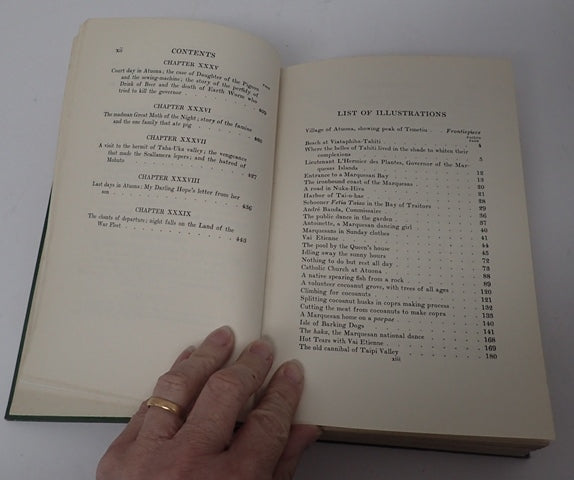 xii CONTENTS
CHAPTER XXXV
PAGE
Court day in Atuona; the case of Daughter of the Pigeon
and the sewing-machine; the story of the perfidy of
Drink of Beer and the death of Earth Worm who
tried to kill the governor . . . 409
CHAPTER XXXVI
The madman Great Moth of the Night; story of the famine
and the one family that ate pig . . .
CHAPTER XXXVII
A visit to the hermit of Taha-Uka valley; the vengeance
that made the Scallamera lepers; and the hatred of
Mohuto . . . 427
CHAPTER XXXVIII
Last days in Atuona; My Darling Hope's letter from her
son . . . 436
CHAPTER XXXIX
The chants of departure; night falls on the Land of the
War Fleet . . . 443
LIST OF ILLUSTRATIONS
Village of Atuona, showing peak of Temetiu . . Frontispiece
FACING PAGE
Beach at Viataphiha-Tahiti . . . 4
Where the belles of Tahiti lived in the shade to whiten their
complexions . . . 5
Lieutenant L'Hermier des Plantes, Governor of the Mar-
quesas Islands . . . 12
Entrance to a Marquesan Bay . . . 13
The ironbound coast of the Marquesas . . . 20
A road in Nuka-Hiva . . . 21
Harbor of Tai-o-hae . . . 28
Schooner Fetia Taiao in the Bay of Traitors . . . 29
André Bauda, Commissaire . . . 36
The public dance in the garden . . . 37
Antoinette, a Marquesan dancing girl . . . 40
Marquesans in Sunday clothes . . . 41
Vai Etienne . . . 44
The pool by the Queen's house . . . 45
Idling away the sunny hours . . . 72
Nothing to do but rest all day . . . 73
Catholic Church at Atuona . . . 88
A native spearing fish from a rock . . . 89
A volunteer cocoanut grove, with trees of all ages . . . 120
Climbing for cocoanuts . . . 121
Splitting cocoanut husks in copra making process . . . 132
Cutting the meat from cocoanuts to make copra . . . 133
A Marquesan home on a paepae . . . 140
Isle of Barking Dogs . . . 141
The haka, the Marquesan national dance . . . 168
Hot Tears with Vai Etienne . . . 169
The old cannibal of Taipi Valley . . . 180
xiii